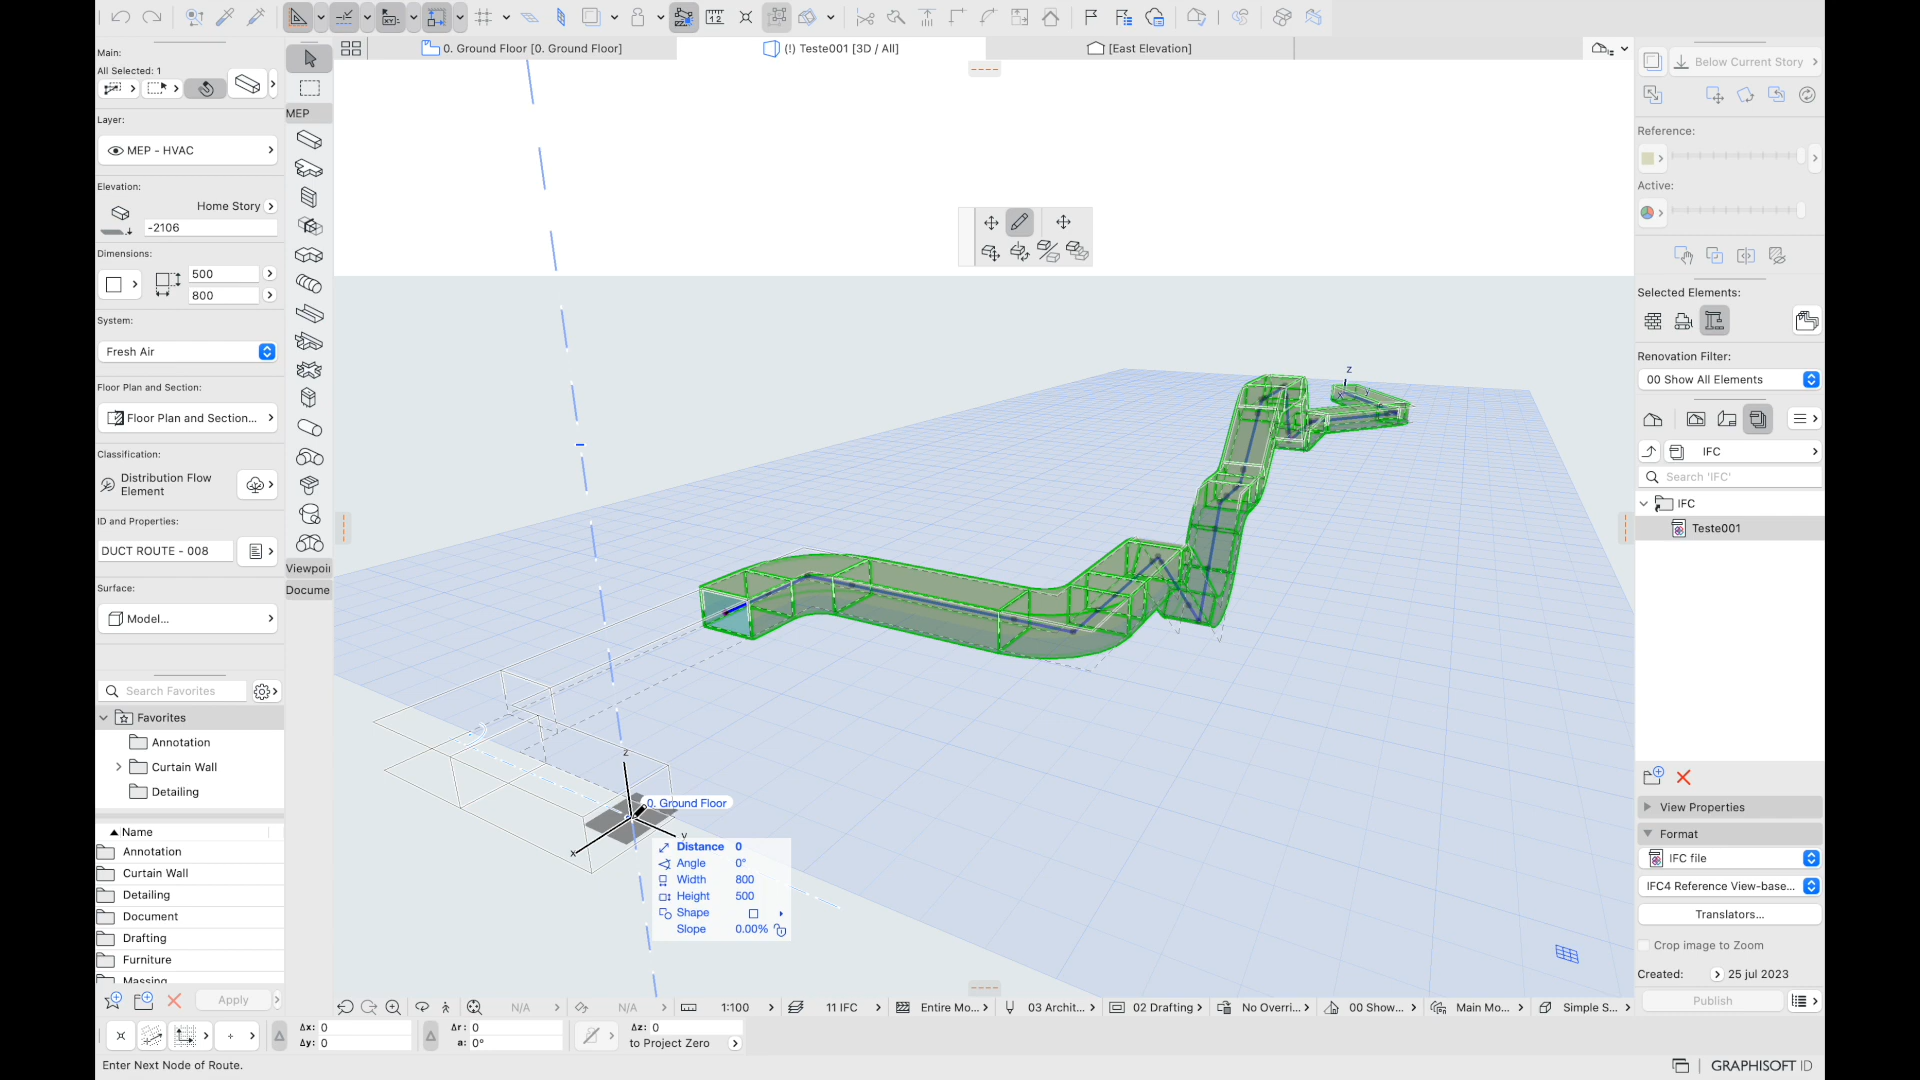 0. Ground Floor [0. Ground Floor]
(!) Teste001 [3D / All]
[East Elevation]
Main:
All Selected: 1
Layer:
MEP - HVAC
Elevation:
Home Story
-2106
Dimensions:
500
800
System:
Fresh Air
Floor Plan and Section:
Floor Plan and Section...
Classification:
Distribution Flow
Element
ID and Properties:
DUCT ROUTE - 008
Surface:
Model...
Search Favorites
Favorites
Annotation
Curtain Wall
Detailing
Name
Annotation
Curtain Wall
Detailing
Document
Drafting
Furniture
Massing
Apply
MEP
Viewpoi
Docume
z
x
y
z
0. Ground Floor
x
y
Distance 0
Angle 0°
Width 800
Height 500
Shape
Slope 0.00%
Below Current Story
Reference:
Active:
Selected Elements:
Renovation Filter:
00 Show All Elements
IFC
Search 'IFC'
IFC
Teste001
View Properties
Format
IFC file
IFC4 Reference View-base...
Translators...
Crop image to Zoom
Created: 25 jul 2023
Publish
N/A
N/A
1:100
11 IFC
Entire Mo...
03 Archit...
02 Drafting
No Overri...
00 Show...
Main Mo...
Simple S...
Δx: 0
Δy: 0
Δr: 0
a: 0°
Δz: 0
to Project Zero
Enter Next Node of Route.
GRAPHISOFT ID